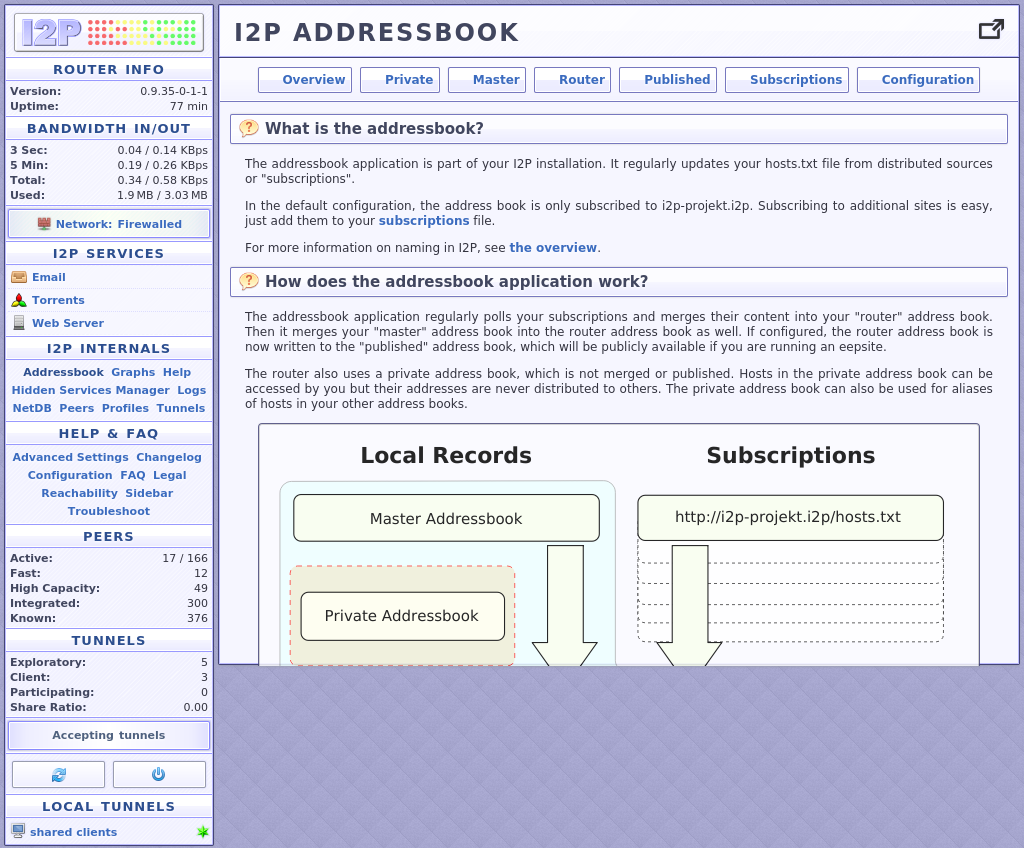 I2P
ROUTER INFO
Version: 0.9.35-0-1-1
Uptime: 77 min
BANDWIDTH IN/OUT
3 Sec: 0.04 / 0.14 KBps
5 Min: 0.19 / 0.26 KBps
Total: 0.34 / 0.58 KBps
Used: 1.9 MB / 3.03 MB
Network: Firewalled
I2P SERVICES
Email
Torrents
Web Server
I2P INTERNALS
Addressbook Graphs Help
Hidden Services Manager Logs
NetDB Peers Profiles Tunnels
HELP & FAQ
Advanced Settings Changelog
Configuration FAQ Legal
Reachability Sidebar
Troubleshoot
PEERS
Active: 17 / 166
Fast: 12
High Capacity: 49
Integrated: 300
Known: 376
TUNNELS
Exploratory: 5
Client: 3
Participating: 0
Share Ratio: 0.00
Accepting tunnels
LOCAL TUNNELS
shared clients
I2P ADDRESSBOOK
Overview Private Master Router Published Subscriptions Configuration
What is the addressbook?
The addressbook application is part of your I2P installation. It regularly updates your hosts.txt file from distributed sources
or "subscriptions".
In the default configuration, the address book is only subscribed to i2p-projekt.i2p. Subscribing to additional sites is easy,
just add them to your subscriptions file.
For more information on naming in I2P, see the overview.
How does the addressbook application work?
The addressbook application regularly polls your subscriptions and merges their content into your "router" address book.
Then it merges your "master" address book into the router address book as well. If configured, the router address book is
now written to the "published" address book, which will be publicly available if you are running an eepsite.
The router also uses a private address book, which is not merged or published. Hosts in the private address book can be
accessed by you but their addresses are never distributed to others. The private address book can also be used for aliases
of hosts in your other address books.
Local Records
Subscriptions
Master Addressbook
http://i2p-projekt.i2p/hosts.txt
Private Addressbook